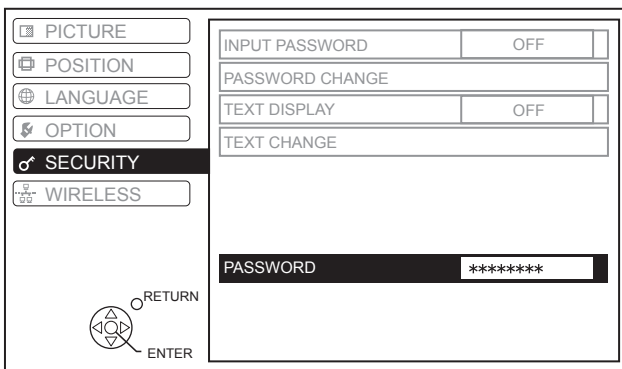 PICTURE
POSITION
LANGUAGE
OPTION
SECURITY
WIRELESS
INPUT PASSWORD OFF
PASSWORD CHANGE
TEXT DISPLAY OFF
TEXT CHANGE
PASSWORD ********
RETURN
ENTER